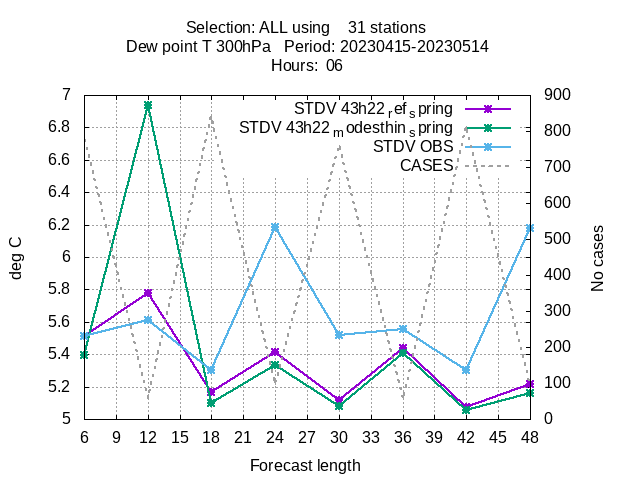 Selection: ALL using    31 stations
Dew point T 300hPa   Period: 20230415-20230514
Hours:  06
STDV 43h22 ref spring
STDV 43h22 modesthin spring
STDV OBS
CASES
7
6.8
6.6
6.4
6.2
6
5.8
5.6
5.4
5.2
5
900
800
700
600
500
400
300
200
100
0
deg C
No cases
6 9 12 15 18 21 24 27 30 33 36 39 42 45 48
Forecast length